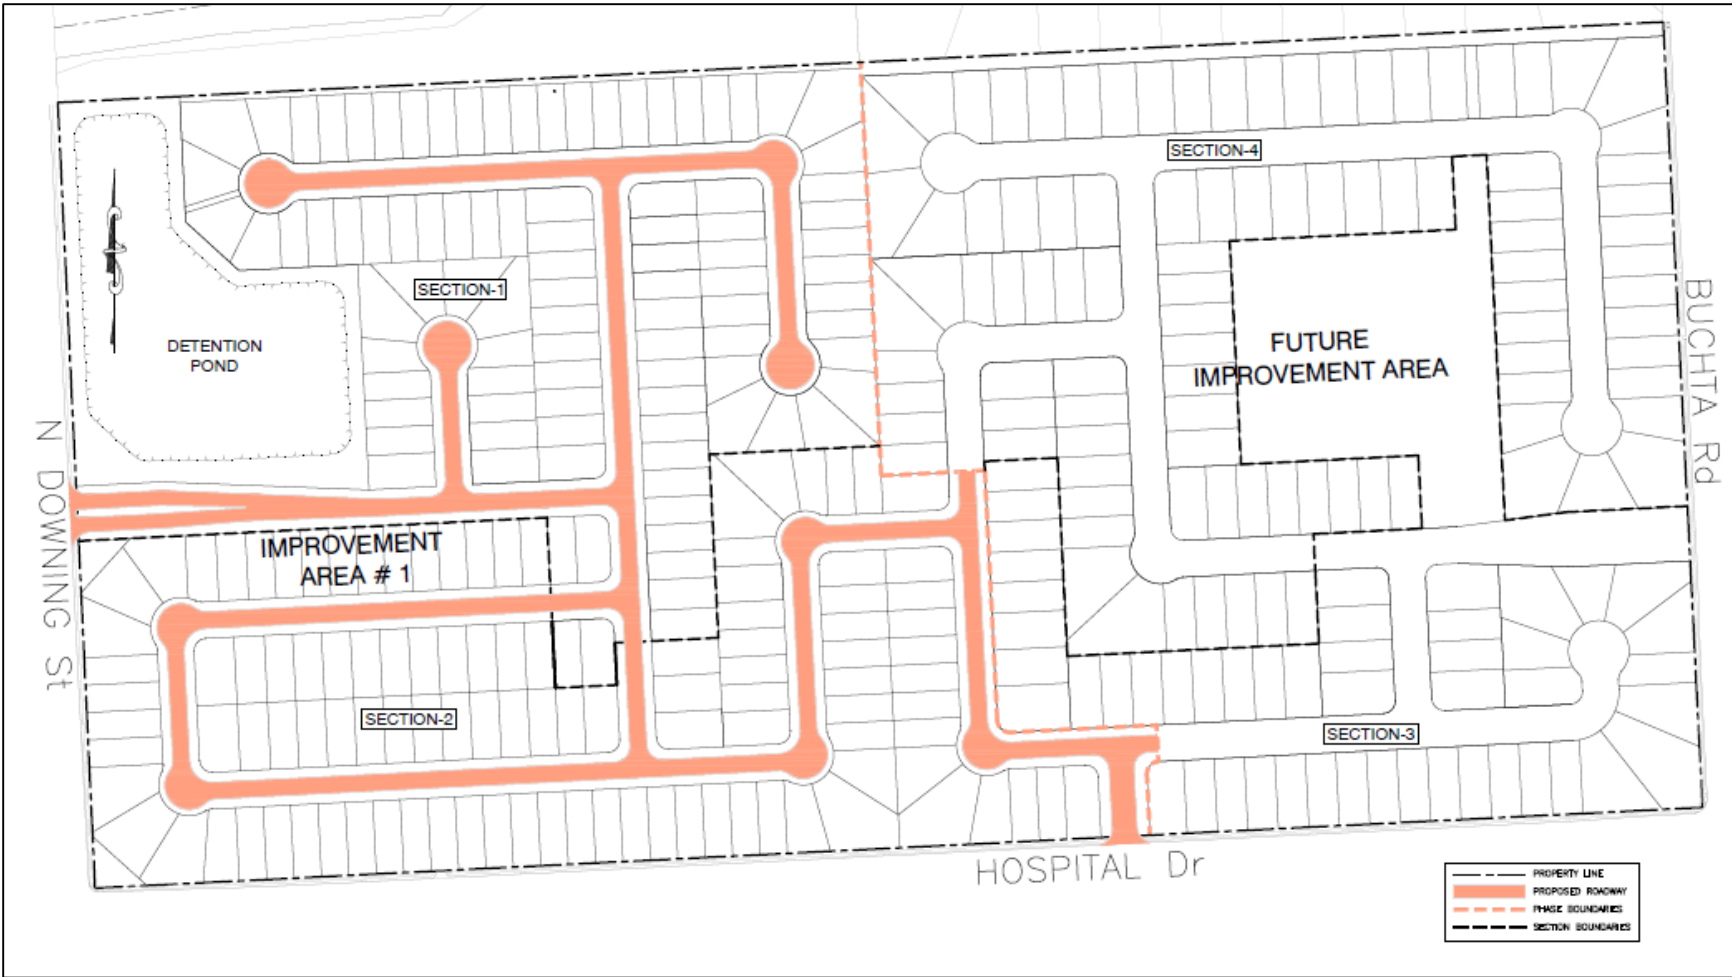 SECTION-4
SECTION-1
DETENTION
POND
FUTURE
IMPROVEMENT AREA
BUCHTA Rd
N DOWNING St
IMPROVEMENT
AREA # 1
SECTION-2
SECTION-3
HOSPITAL Dr
PROPERTY LINE
PROPOSED ROADWAY
PHASE BOUNDARIES
SECTION BOUNDARIES